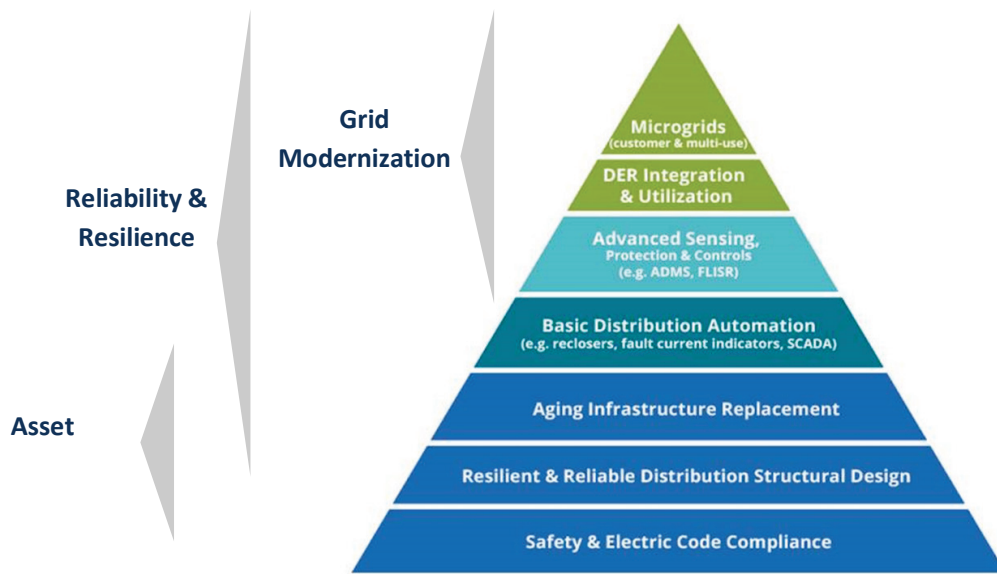 Grid
Modernization
Reliability &
Resilience
Asset
Microgrids
(customer & multi-use)
DER Integration
& Utilization
Advanced Sensing,
Protection & Controls
(e.g. ADMS, FLISR)
Basic Distribution Automation
(e.g. reclosers, fault current indicators, SCADA)
Aging Infrastructure Replacement
Resilient & Reliable Distribution Structural Design
Safety & Electric Code Compliance